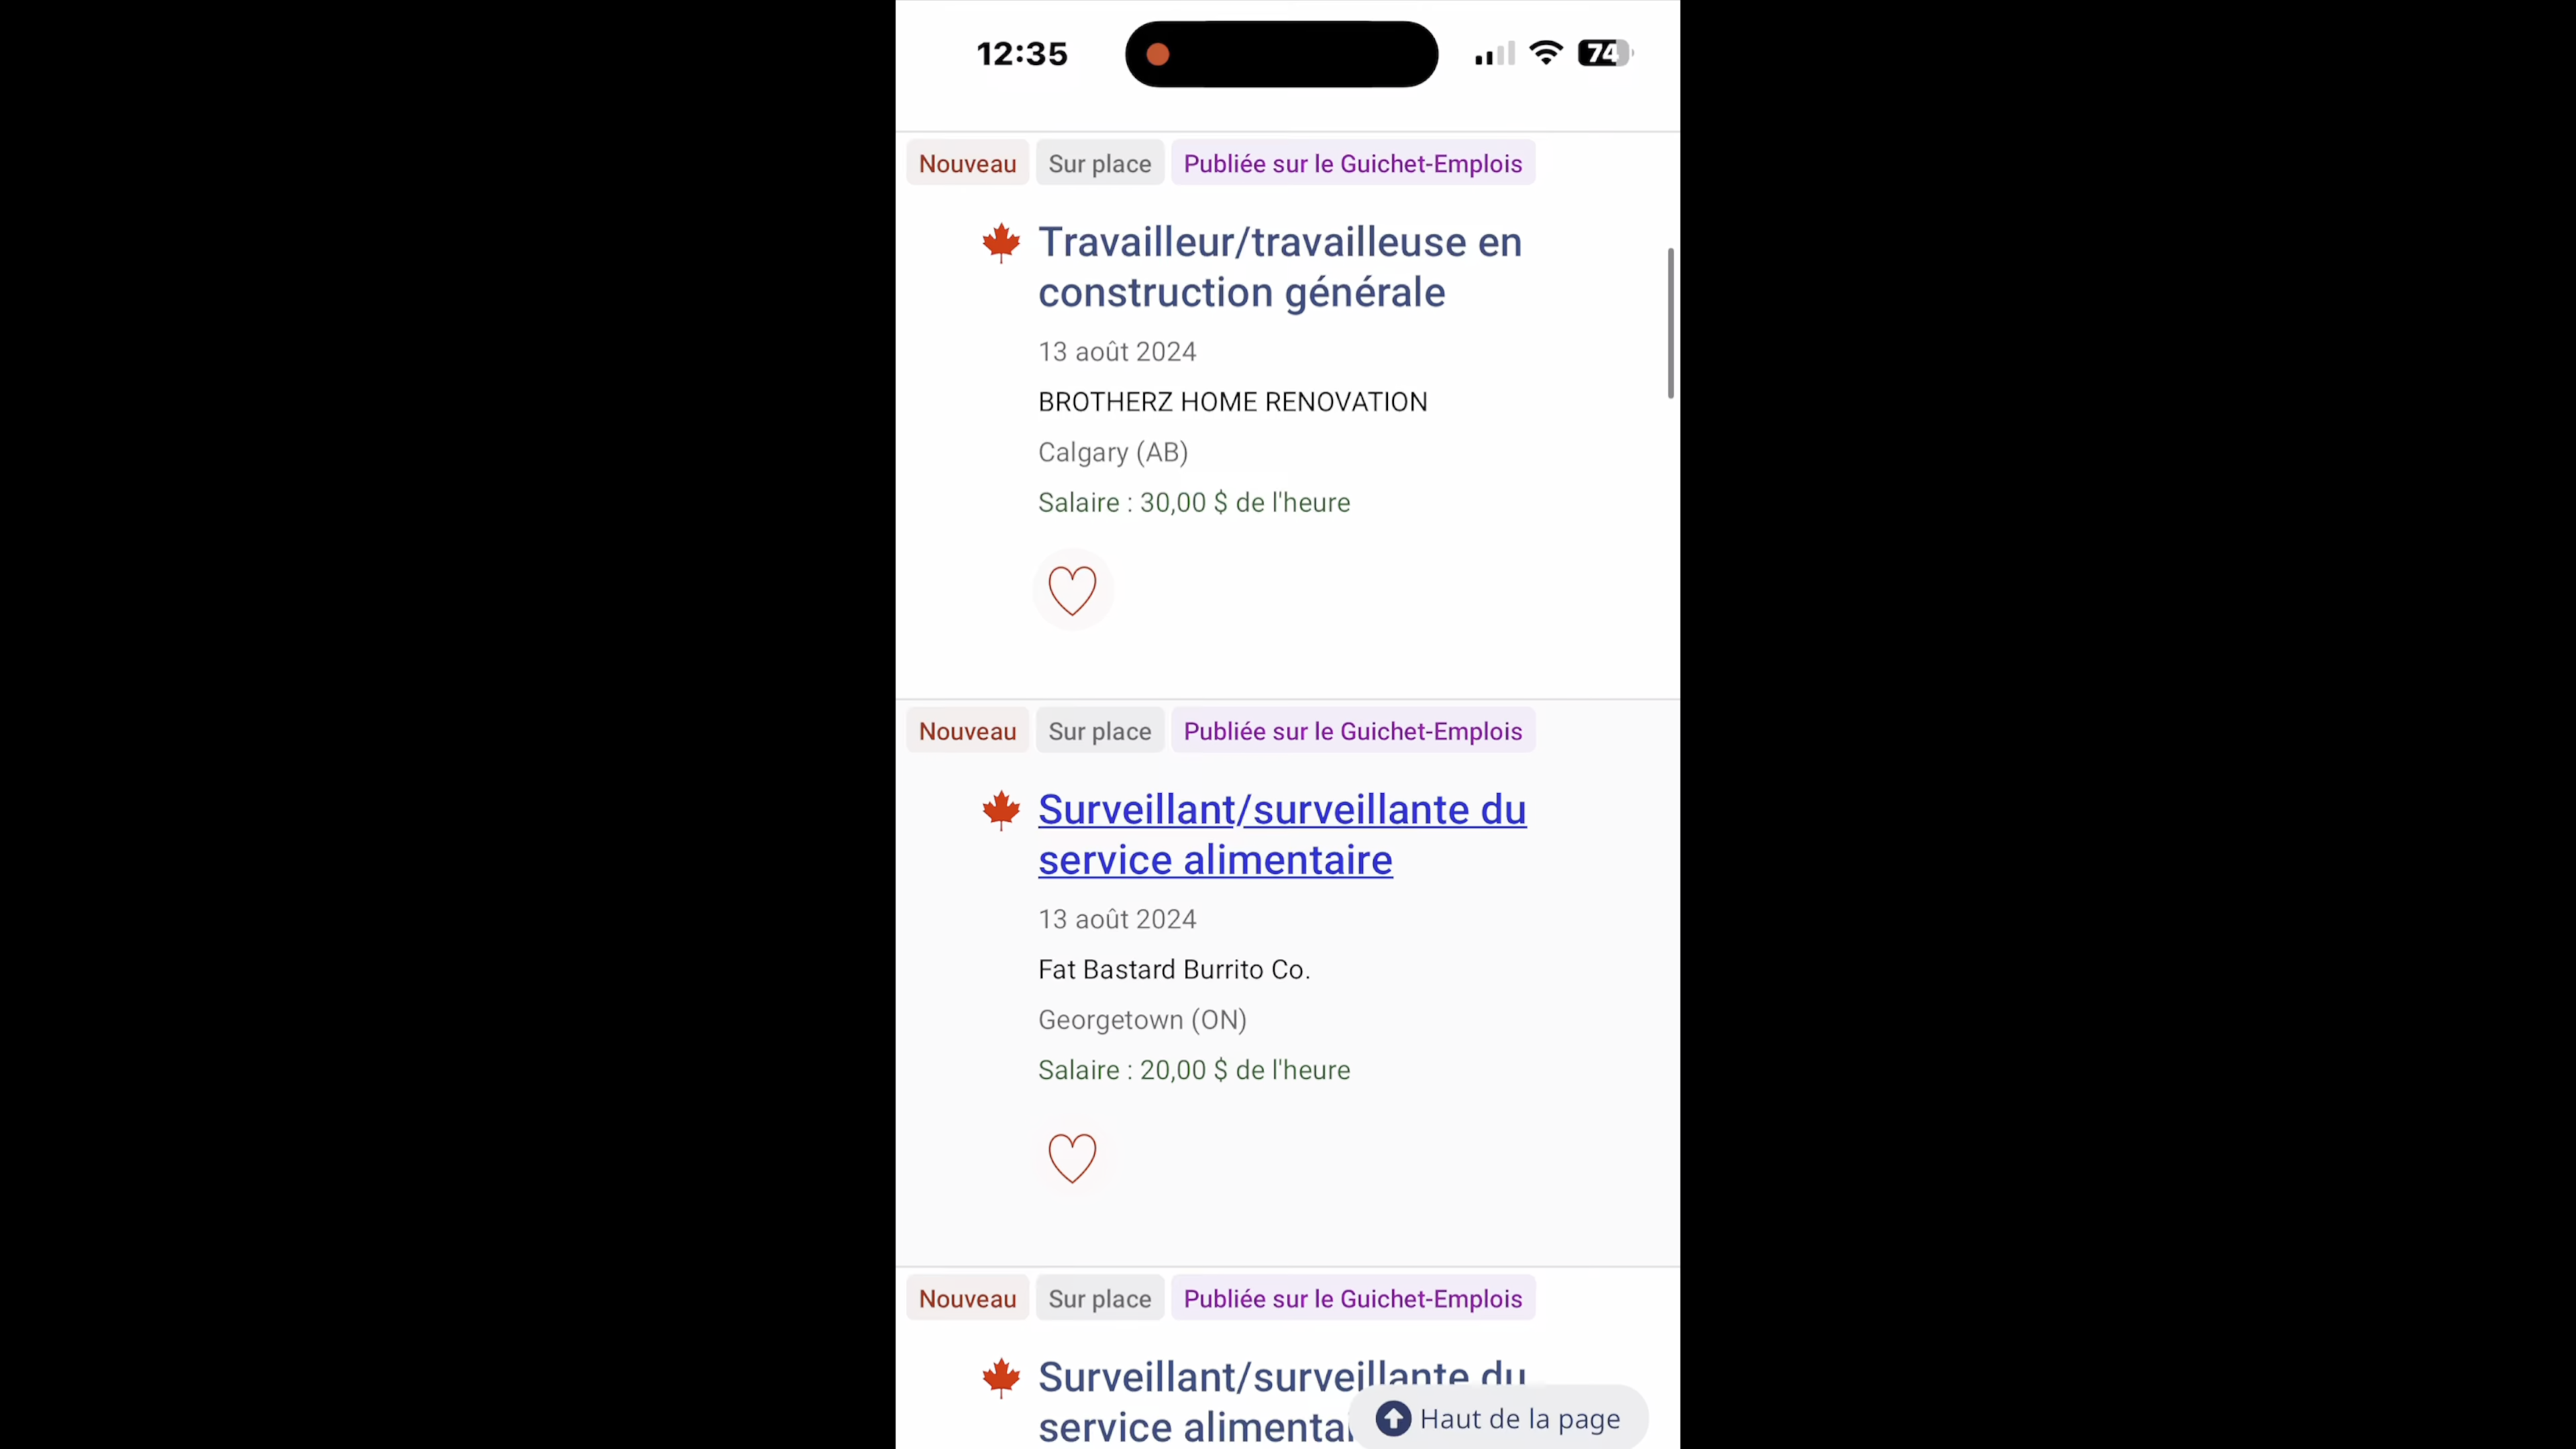 12:35
74
Nouveau Sur place Publiée sur le Guichet-Emplois
Travailleur/travailleuse en
construction générale
13 août 2024
BROTHERZ HOME RENOVATION
Calgary (AB)
Salaire : 30,00 $ de l'heure
Nouveau Sur place Publiée sur le Guichet-Emplois
Surveillant/surveillante du
service alimentaire
13 août 2024
Fat Bastard Burrito Co.
Georgetown (ON)
Salaire : 20,00 $ de l'heure
Nouveau Sur place Publiée sur le Guichet-Emplois
Surveillant/surveillante du
service
Haut de la page